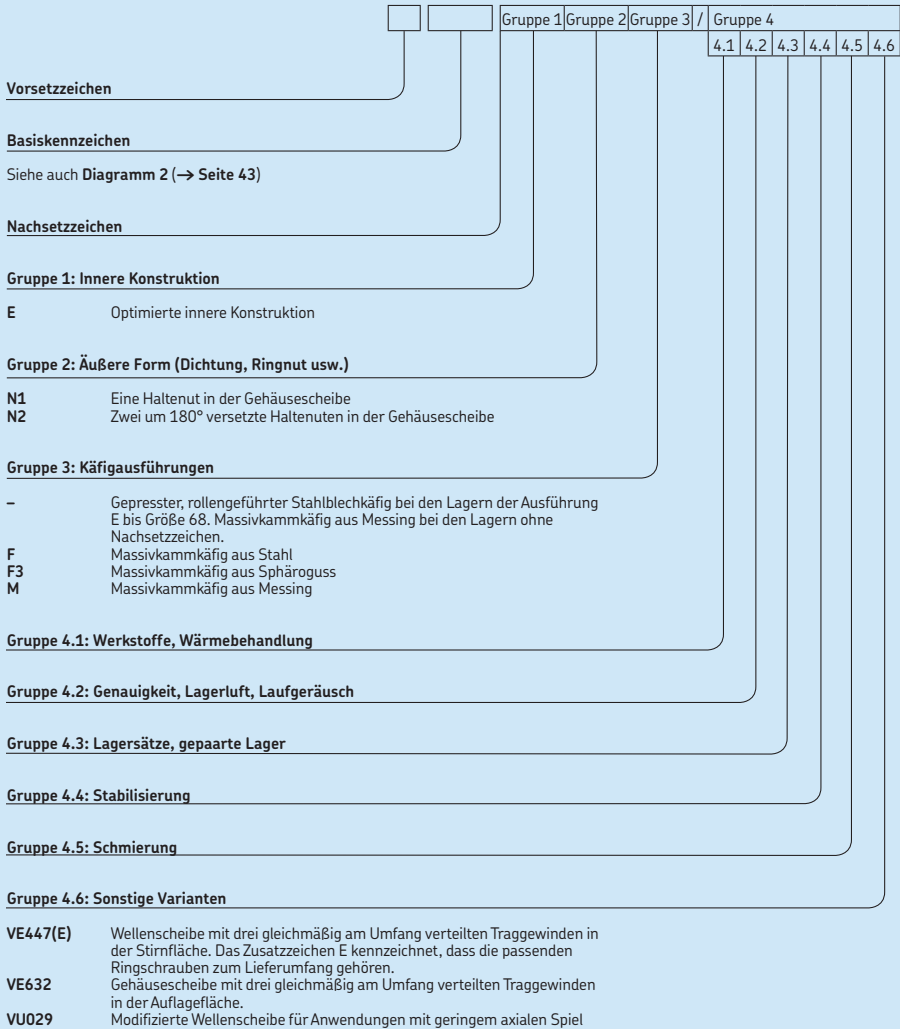 Gruppe 1 Gruppe 2 Gruppe 3 / Gruppe 4
4.1 4.2 4.3 4.4 4.5 4.6
Vorsetzzeichen
Basiskennzeichen
Siehe auch Diagramm 2 (→ Seite 43)
Nachsetzzeichen
Gruppe 1: Innere Konstruktion
E Optimierte innere Konstruktion
Gruppe 2: Äußere Form (Dichtung, Ringnut usw.)
N1 Eine Haltenut in der Gehäusescheibe
N2 Zwei um 180° versetzte Haltenuten in der Gehäusescheibe
Gruppe 3: Käfigausführungen
– Gepresster, rollengeführter Stahlblechkäfig bei den Lagern der Ausführung
E bis Größe 68. Massivkammkäfig aus Messing bei den Lagern ohne
Nachsetzzeichen.
F Massivkammkäfig aus Stahl
F3 Massivkammkäfig aus Sphäroguss
M Massivkammkäfig aus Messing
Gruppe 4.1: Werkstoffe, Wärmebehandlung
Gruppe 4.2: Genauigkeit, Lagerluft, Laufgeräusch
Gruppe 4.3: Lagersätze, gepaarte Lager
Gruppe 4.4: Stabilisierung
Gruppe 4.5: Schmierung
Gruppe 4.6: Sonstige Varianten
VE447(E) Wellenscheibe mit drei gleichmäßig am Umfang verteilten Traggewinden in
der Stirnfläche. Das Zusatzzeichen E kennzeichnet, dass die passenden
Ringschrauben zum Lieferumfang gehören.
VE632 Gehäusescheibe mit drei gleichmäßig am Umfang verteilten Traggewinden
in der Auflagefläche.
VU029 Modifizierte Wellenscheibe für Anwendungen mit geringem axialen Spiel